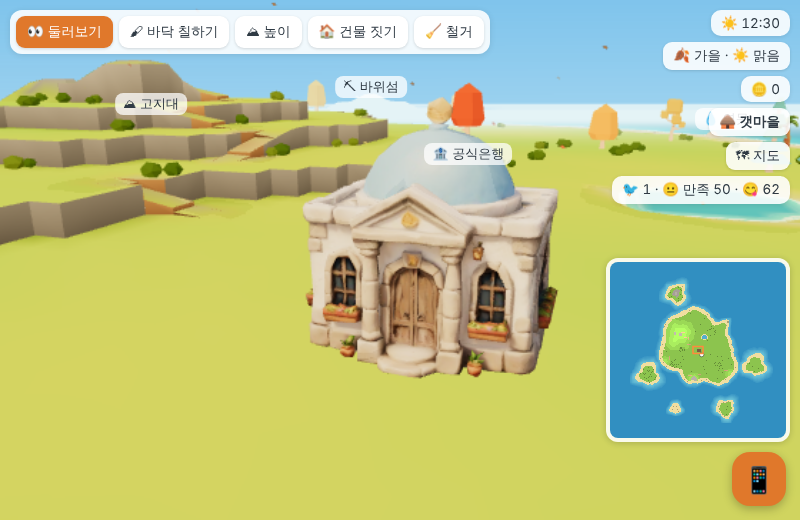 둘러보기
바닥 칠하기
높이
건물 짓기
철거
12:30
가을 · 맑음
0
갯마을
지도
1 · 만족 50 · 62
바위섬
고지대
공식은행